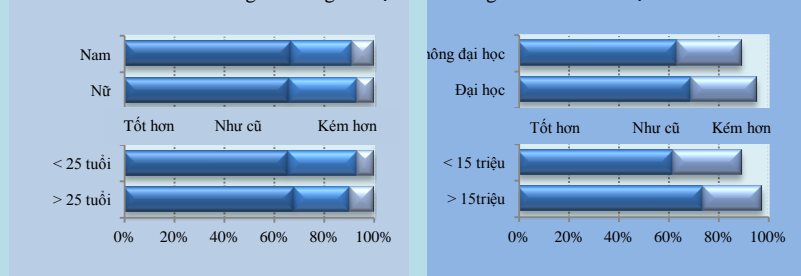 Nam
Nữ
Tốt hơn Như cũ Kém hơn
< 25 tuổi
> 25 tuổi
0% 20% 40% 60% 80% 100%
đại học
Đại học
Tốt hơn Như cũ Kém hơn
< 15 triệu
> 15triệu
0% 20% 40% 60% 80% 100%